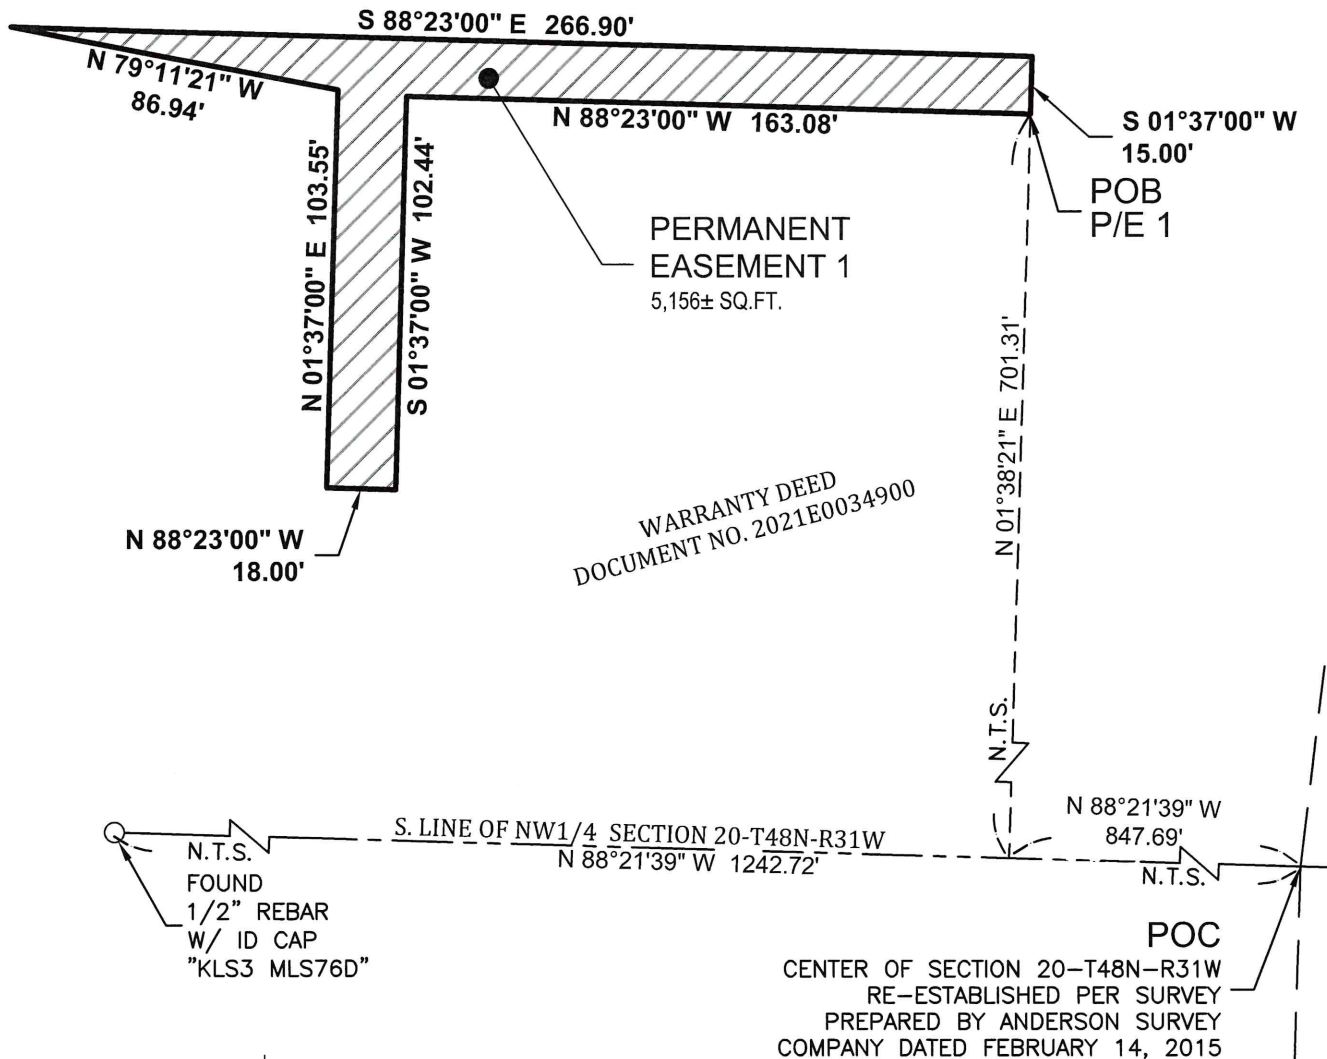 S 88°23'00" E 266.90'
N 79°11'21" W
86.94'
N 88°23'00" W 163.08'
S 01°37'00" W
15.00'
POB
P/E 1
N 01°37'00" E 103.55'
S 01°37'00" W 102.44'
PERMANENT
EASEMENT 1
5,156± SQ.FT.
N 01°38'21" E 701.31'
WARRANTY DEED
DOCUMENT NO. 2021E0034900
N 88°23'00" W
18.00'
N.T.S.
N 88°21'39" W
847.69'
S. LINE OF NW1/4 SECTION 20-T48N-R31W
N 88°21'39" W 1242.72'
N.T.S.
N.T.S.
FOUND
1/2" REBAR
W/ ID CAP
"KLS3 MLS76D"
POC
CENTER OF SECTION 20-T48N-R31W
RE-ESTABLISHED PER SURVEY
PREPARED BY ANDERSON SURVEY
COMPANY DATED FEBRUARY 14, 2015